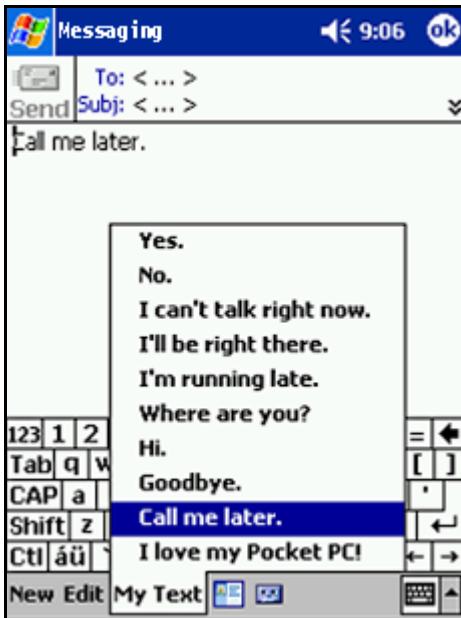 Messaging 9:06 ok
To: < ... >
Send Subj: < ... >
Call me later.
Yes.
No.
I can't talk right now.
I'll be right there.
I'm running late.
Where are you?
Hi.
Goodbye.
Call me later.
I love my Pocket PC!
123 1 2 =
Tab q w [ ]
CAP a '
Shift z
Ctl áü `
New Edit My Text